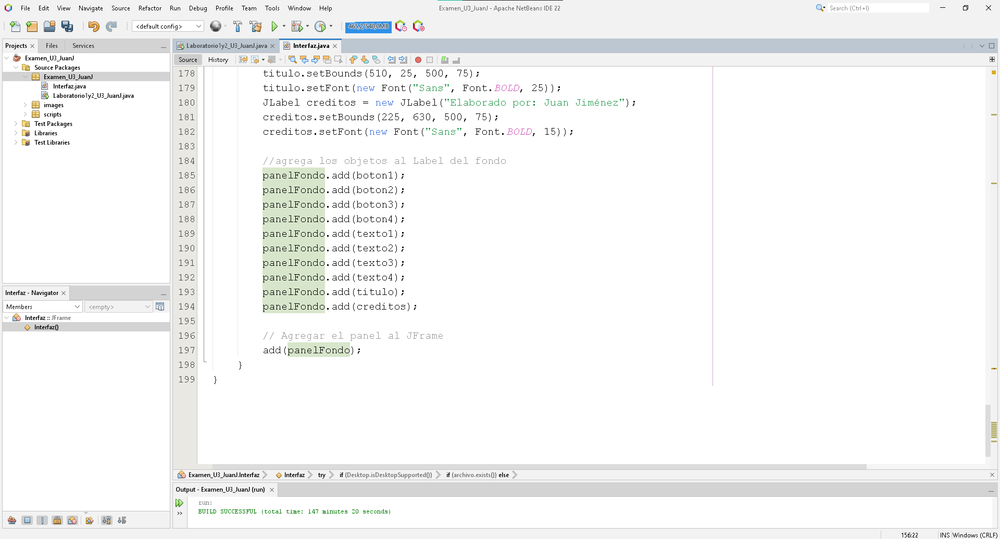 File Edit View Navigate Source Refactor Run Debug Profile Team Tools Window Help
Examen_U3_JuanJ - Apache NetBeans IDE 22
Search (Ctrl+I)
<default config>
465,2/540,0MB
Projects Files Services
Examen_U3_JuanJ
Source Packages
Examen_U3_JuanJ
Interfaz.java
Laboratorio1y2_U3_JuanJ.java
images
scripts
Test Packages
Libraries
Test Libraries
Interfaz - Navigator
Members <empty>
Interfaz :: JFrame
Interfaz()
Laboratorio1y2_U3_JuanJ.java Interfaz.java
Source History
178 titulo.setBounds(510, 25, 500, 75);
179 titulo.setFont(new Font("Sans", Font.BOLD, 25));
180 JLabel creditos = new JLabel("Elaborado por: Juan Jiménez");
181 creditos.setBounds(225, 630, 500, 75);
182 creditos.setFont(new Font("Sans", Font.BOLD, 15));
183
184 //agrega los objetos al Label del fondo
185 panelFondo.add(boton1);
186 panelFondo.add(boton2);
187 panelFondo.add(boton3);
188 panelFondo.add(boton4);
189 panelFondo.add(texto1);
190 panelFondo.add(texto2);
191 panelFondo.add(texto3);
192 panelFondo.add(texto4);
193 panelFondo.add(titulo);
194 panelFondo.add(creditos);
195
196 // Agregar el panel al JFrame
197 add(panelFondo);
198 }
199 }
Examen_U3_JuanJ.Interfaz Interfaz try if (Desktop.isDesktopSupported()) if (archivo.exists()) else
Output - Examen_U3_JuanJ (run)
run:
BUILD SUCCESSFUL (total time: 147 minutes 20 seconds)
156:22 INS Windows (CRLF)